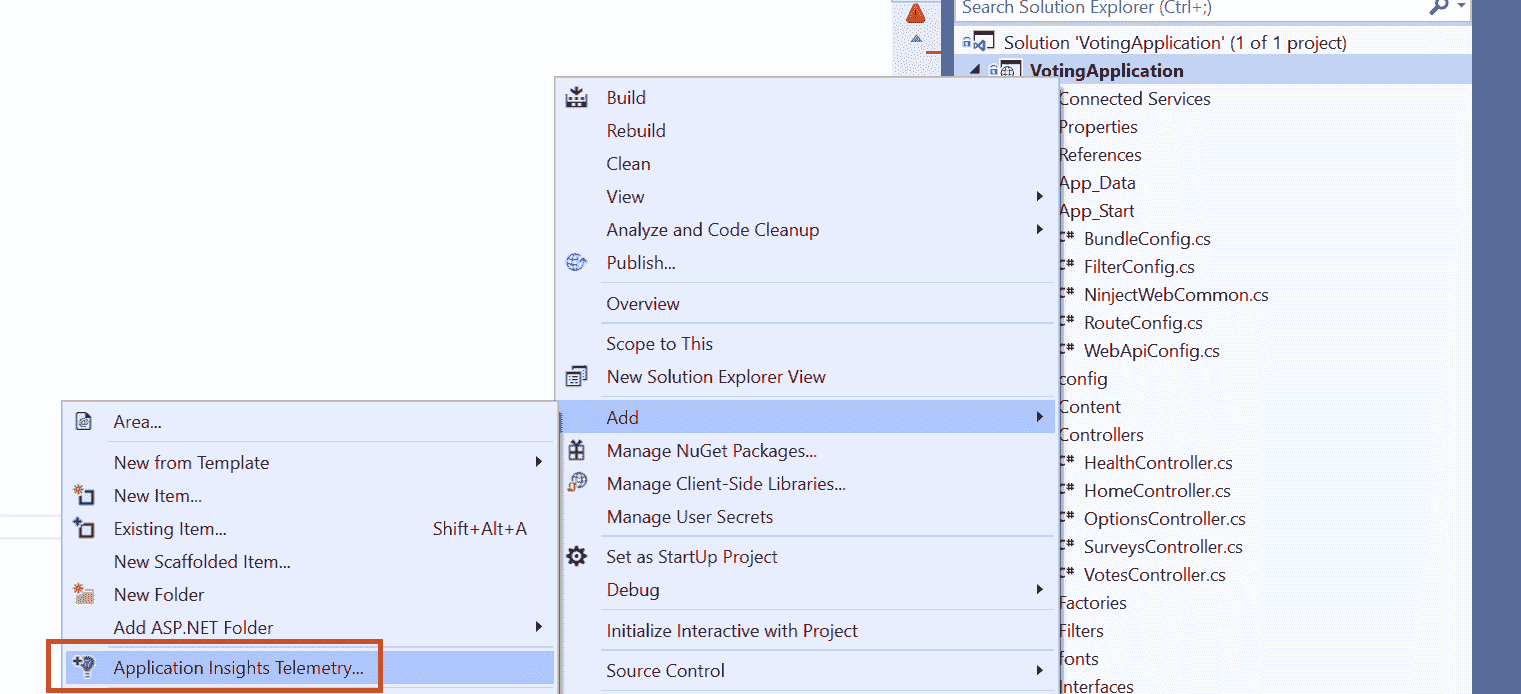 Search Solution Explorer (Ctrl+;)
Solution 'VotingApplication' (1 of 1 project)
VotingApplication
Connected Services
Properties
References
App_Data
App_Start
C# BundleConfig.cs
C# FilterConfig.cs
C# NinjectWebCommon.cs
C# RouteConfig.cs
C# WebApiConfig.cs
config
Content
Controllers
C# HealthController.cs
C# HomeController.cs
C# OptionsController.cs
C# SurveysController.cs
C# VotesController.cs
Factories
Filters
fonts
Interfaces
Build
Rebuild
Clean
View
Analyze and Code Cleanup
Publish...
Overview
Scope to This
New Solution Explorer View
Add
Manage NuGet Packages...
Manage Client-Side Libraries...
Manage User Secrets
Set as StartUp Project
Debug
Initialize Interactive with Project
Source Control
Area...
New from Template
New Item...
Existing Item... Shift+Alt+A
New Scaffolded Item...
New Folder
Add ASP.NET Folder
Application Insights Telemetry...